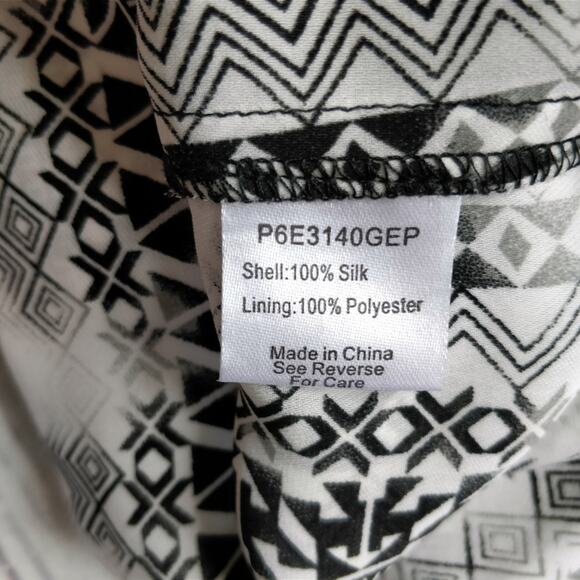 P6E3140GEP
Shell:100% Silk
Lining:100% Polyester
Made in China
See Reverse
For Care